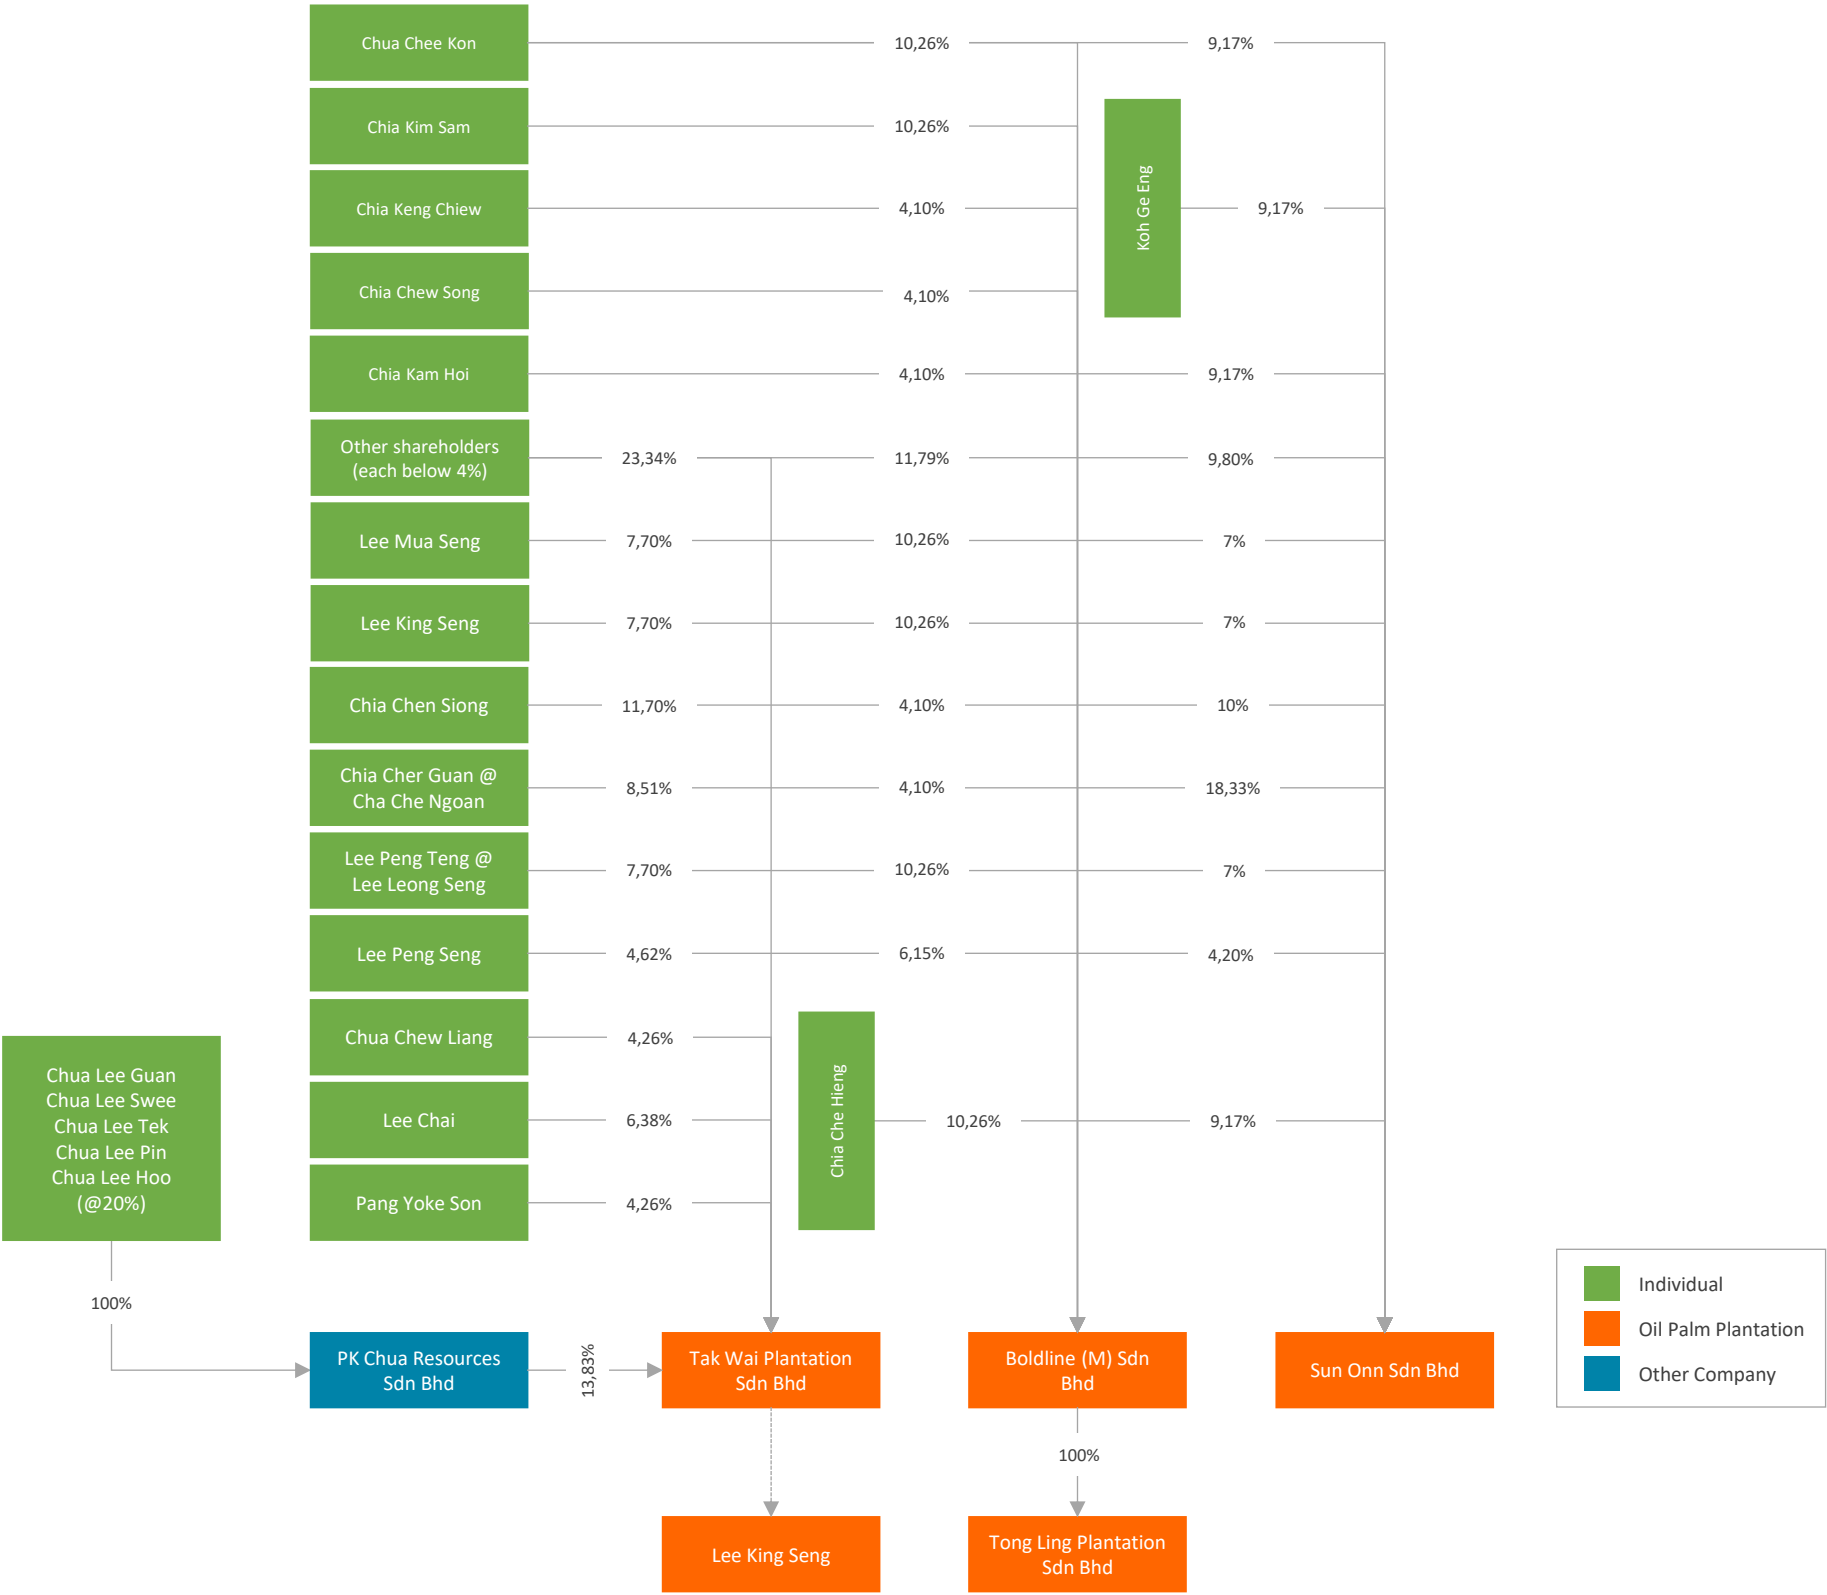 Chua Chee Kon
10,26%
9,17%
Chia Kim Sam
10,26%
Koh Ge Eng
9,17%
Chia Keng Chiew
4,10%
Chia Chew Song
4,10%
Chia Kam Hoi
4,10%
9,17%
Other shareholders
(each below 4%)
23,34%
11,79%
9,80%
Lee Mua Seng
7,70%
10,26%
7%
Lee King Seng
7,70%
10,26%
7%
Chia Chen Siong
11,70%
4,10%
10%
Chia Cher Guan @
Cha Che Ngoan
8,51%
4,10%
18,33%
Lee Peng Teng @
Lee Leong Seng
7,70%
10,26%
7%
Lee Peng Seng
4,62%
6,15%
4,20%
Chua Chew Liang
4,26%
Chia Che Hieng
10,26%
9,17%
Lee Chai
6,38%
Pang Yoke Son
4,26%
Chua Lee Guan
Chua Lee Swee
Chua Lee Tek
Chua Lee Pin
Chua Lee Hoo
(@20%)
100%
PK Chua Resources
Sdn Bhd
13,83%
Tak Wai Plantation
Sdn Bhd
Boldline (M) Sdn
Bhd
Sun Onn Sdn Bhd
100%
Lee King Seng
Tong Ling Plantation
Sdn Bhd
Individual
Oil Palm Plantation
Other Company